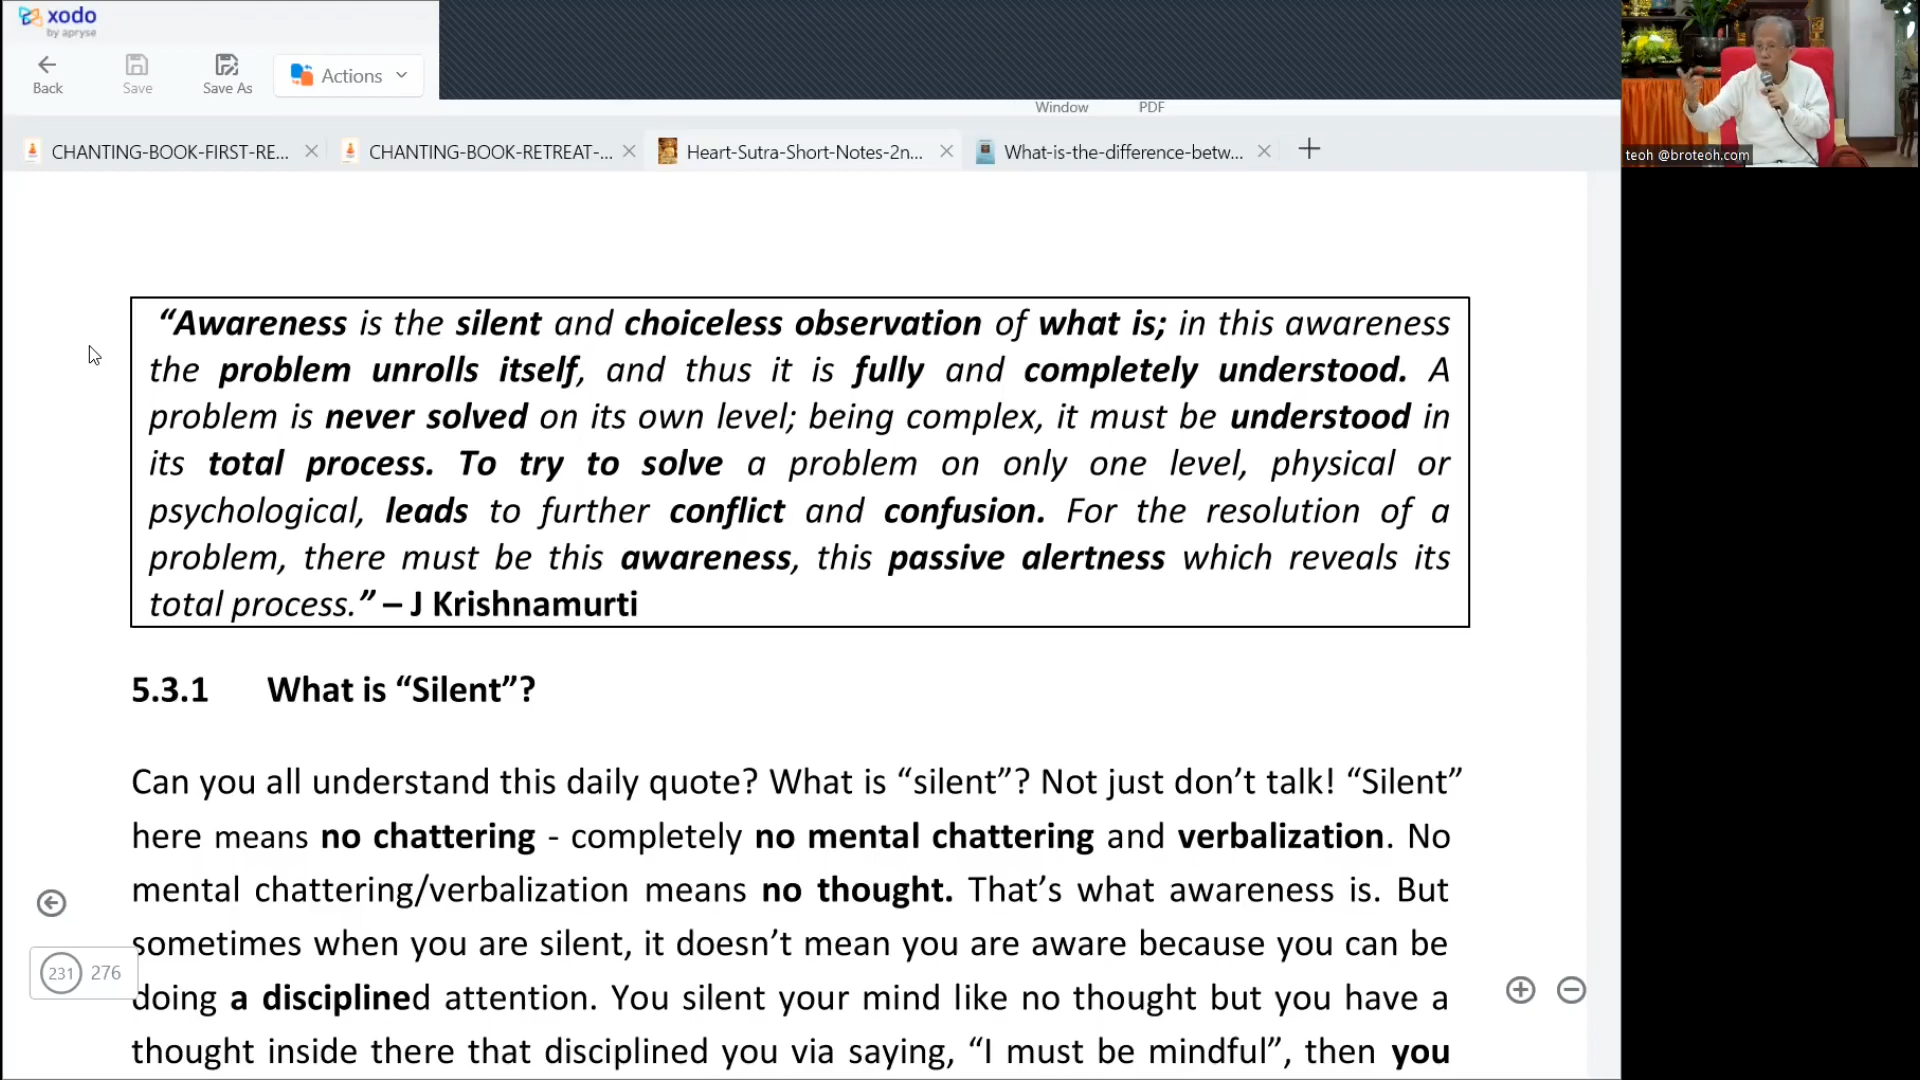 xodo
by apryse
Back
Save
Save As
Actions
Window
PDF
CHANTING-BOOK-FIRST-RE...
CHANTING-BOOK-RETREAT-...
Heart-Sutra-Short-Notes-2n...
What-is-the-difference-betw...
teoh @broteoh.com
“Awareness is the silent and choiceless observation of what is; in this awareness
the problem unrolls itself, and thus it is fully and completely understood. A
problem is never solved on its own level; being complex, it must be understood in
its total process. To try to solve a problem on only one level, physical or
psychological, leads to further conflict and confusion. For the resolution of a
problem, there must be this awareness, this passive alertness which reveals its
total process.” – J Krishnamurti
5.3.1 What is “Silent”?
Can you all understand this daily quote? What is “silent”? Not just don’t talk! “Silent”
here means no chattering - completely no mental chattering and verbalization. No
mental chattering/verbalization means no thought. That’s what awareness is. But
sometimes when you are silent, it doesn’t mean you are aware because you can be
doing a disciplined attention. You silent your mind like no thought but you have a
thought inside there that disciplined you via saying, “I must be mindful”, then you
231 276